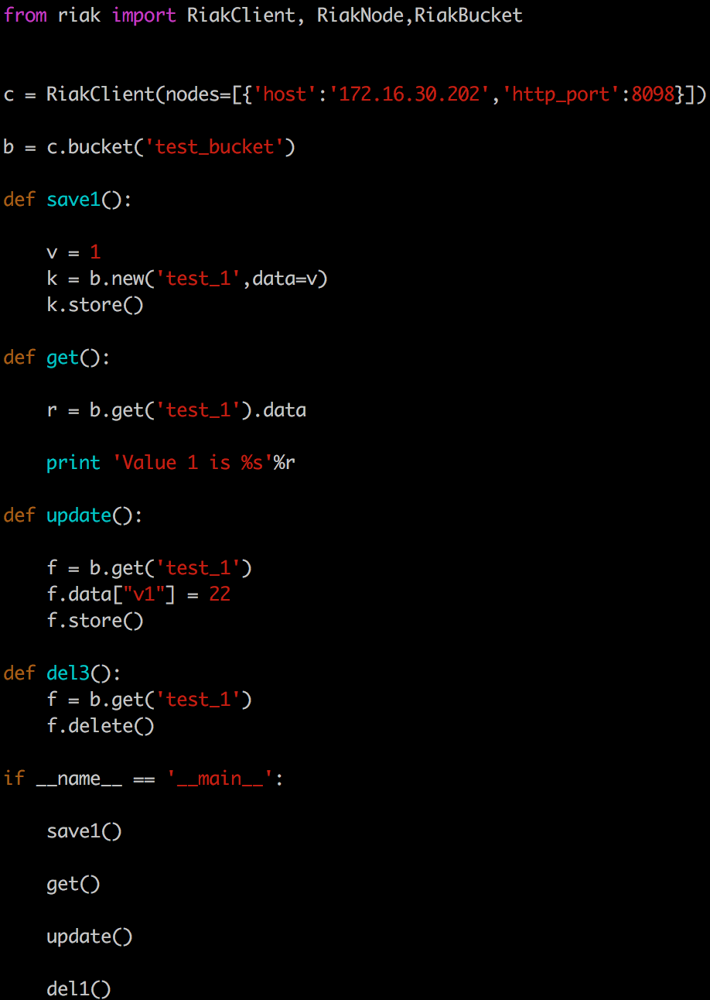 from riak import RiakClient, RiakNode,RiakBucket
c = RiakClient(nodes=[{'host':'172.16.30.202','http_port':8098}])
b = c.bucket('test_bucket')
def save1():
    v = 1
    k = b.new('test_1',data=v)
    k.store()
def get():
    r = b.get('test_1').data
    print 'Value 1 is %s'%r
def update():
    f = b.get('test_1')
    f.data["v1"] = 22
    f.store()
def del3():
    f = b.get('test_1')
    f.delete()
if __name__ == '__main__':
    save1()
    get()
    update()
    del1()